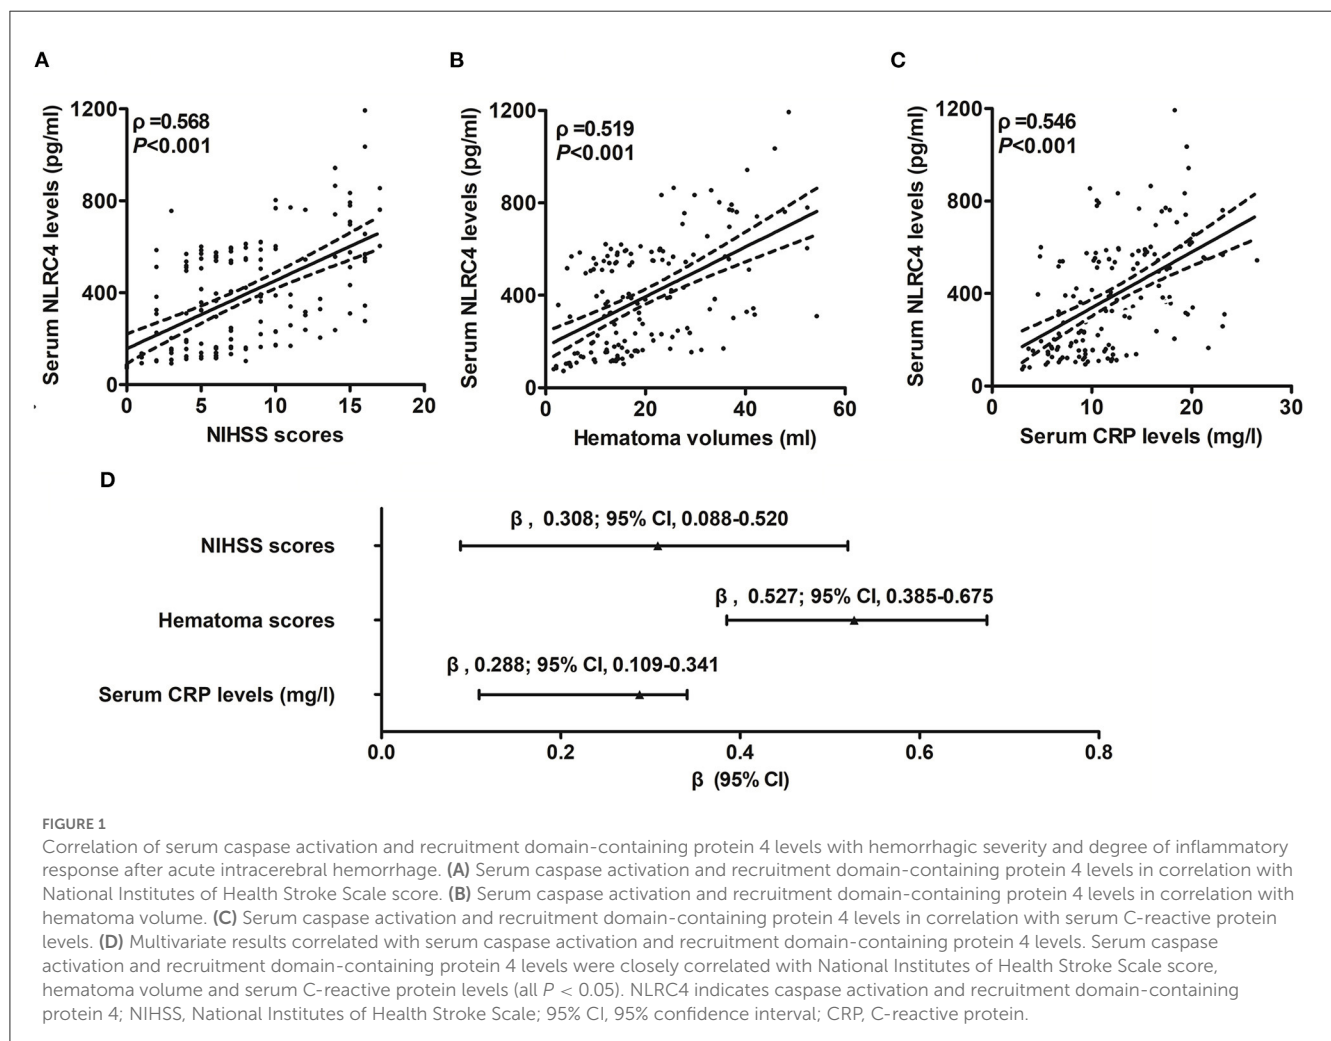 A
B
C
Serum NLRC4 levels (pg/ml)
1200
800
400
0
ρ =0.568
P<0.001
0 5 10 15 20
NIHSS scores
Serum NLRC4 levels (pg/ml)
1200
800
400
0
ρ =0.519
P<0.001
0 20 40 60
Hematoma volumes (ml)
Serum NLRC4 levels (pg/ml)
1200
800
400
0
ρ =0.546
P<0.001
0 10 20 30
Serum CRP levels (mg/l)
D
β , 0.308; 95% CI, 0.088-0.520
NIHSS scores
β , 0.527; 95% CI, 0.385-0.675
Hematoma scores
β , 0.288; 95% CI, 0.109-0.341
Serum CRP levels (mg/l)
0.0 0.2 0.4 0.6 0.8
β (95% CI)
FIGURE 1
Correlation of serum caspase activation and recruitment domain-containing protein 4 levels with hemorrhagic severity and degree of inflammatory
response after acute intracerebral hemorrhage. (A) Serum caspase activation and recruitment domain-containing protein 4 levels in correlation with
National Institutes of Health Stroke Scale score. (B) Serum caspase activation and recruitment domain-containing protein 4 levels in correlation with
hematoma volume. (C) Serum caspase activation and recruitment domain-containing protein 4 levels in correlation with serum C-reactive protein
levels. (D) Multivariate results correlated with serum caspase activation and recruitment domain-containing protein 4 levels. Serum caspase
activation and recruitment domain-containing protein 4 levels were closely correlated with National Institutes of Health Stroke Scale score,
hematoma volume and serum C-reactive protein levels (all P < 0.05). NLRC4 indicates caspase activation and recruitment domain-containing
protein 4; NIHSS, National Institutes of Health Stroke Scale; 95% CI, 95% confidence interval; CRP, C-reactive protein.